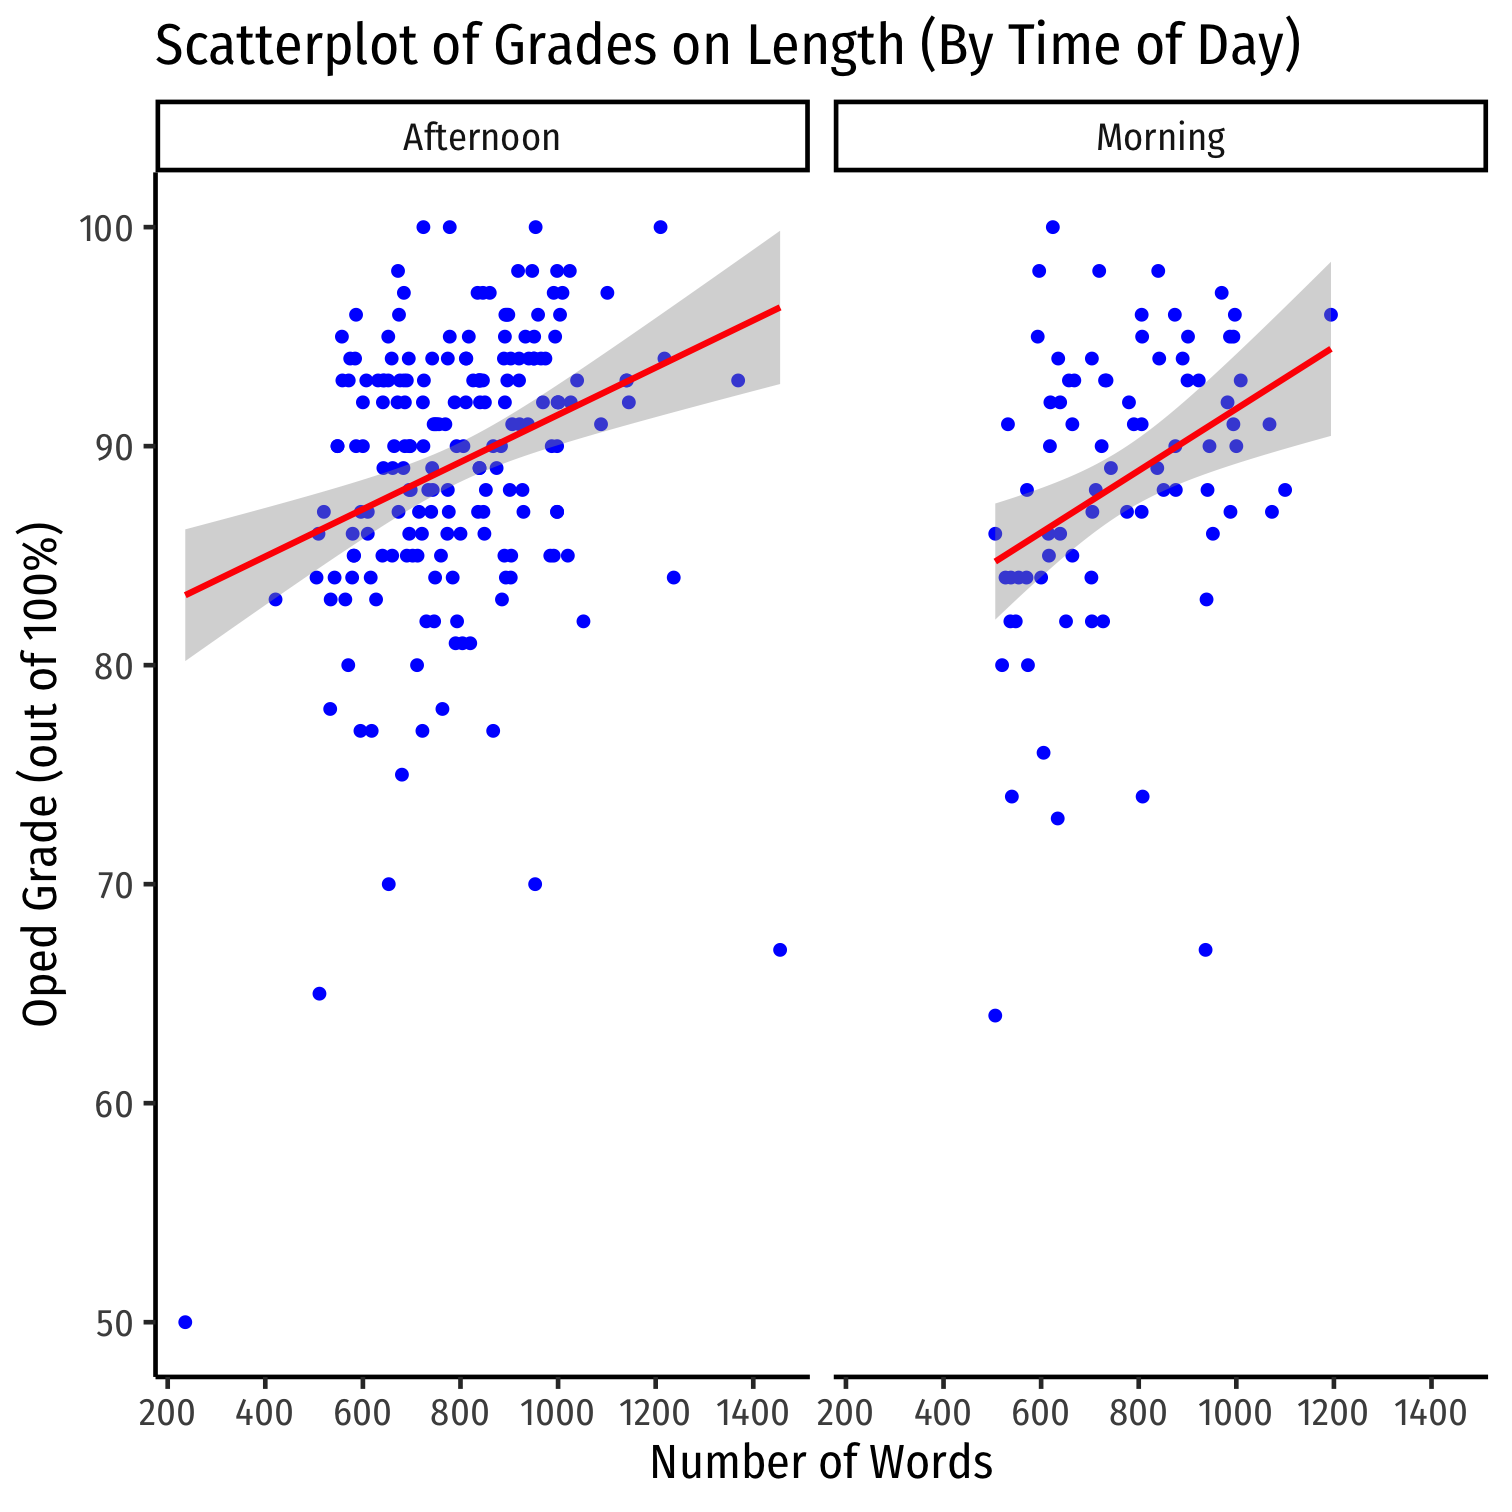 Scatterplot of Grades on Length (By Time of Day)
Afternoon
Morning
Oped Grade (out of 100%)
100
90
80
70
60
50
200 400 600 800 1000 1200 1400
200 400 600 800 1000 1200 1400
Number of Words